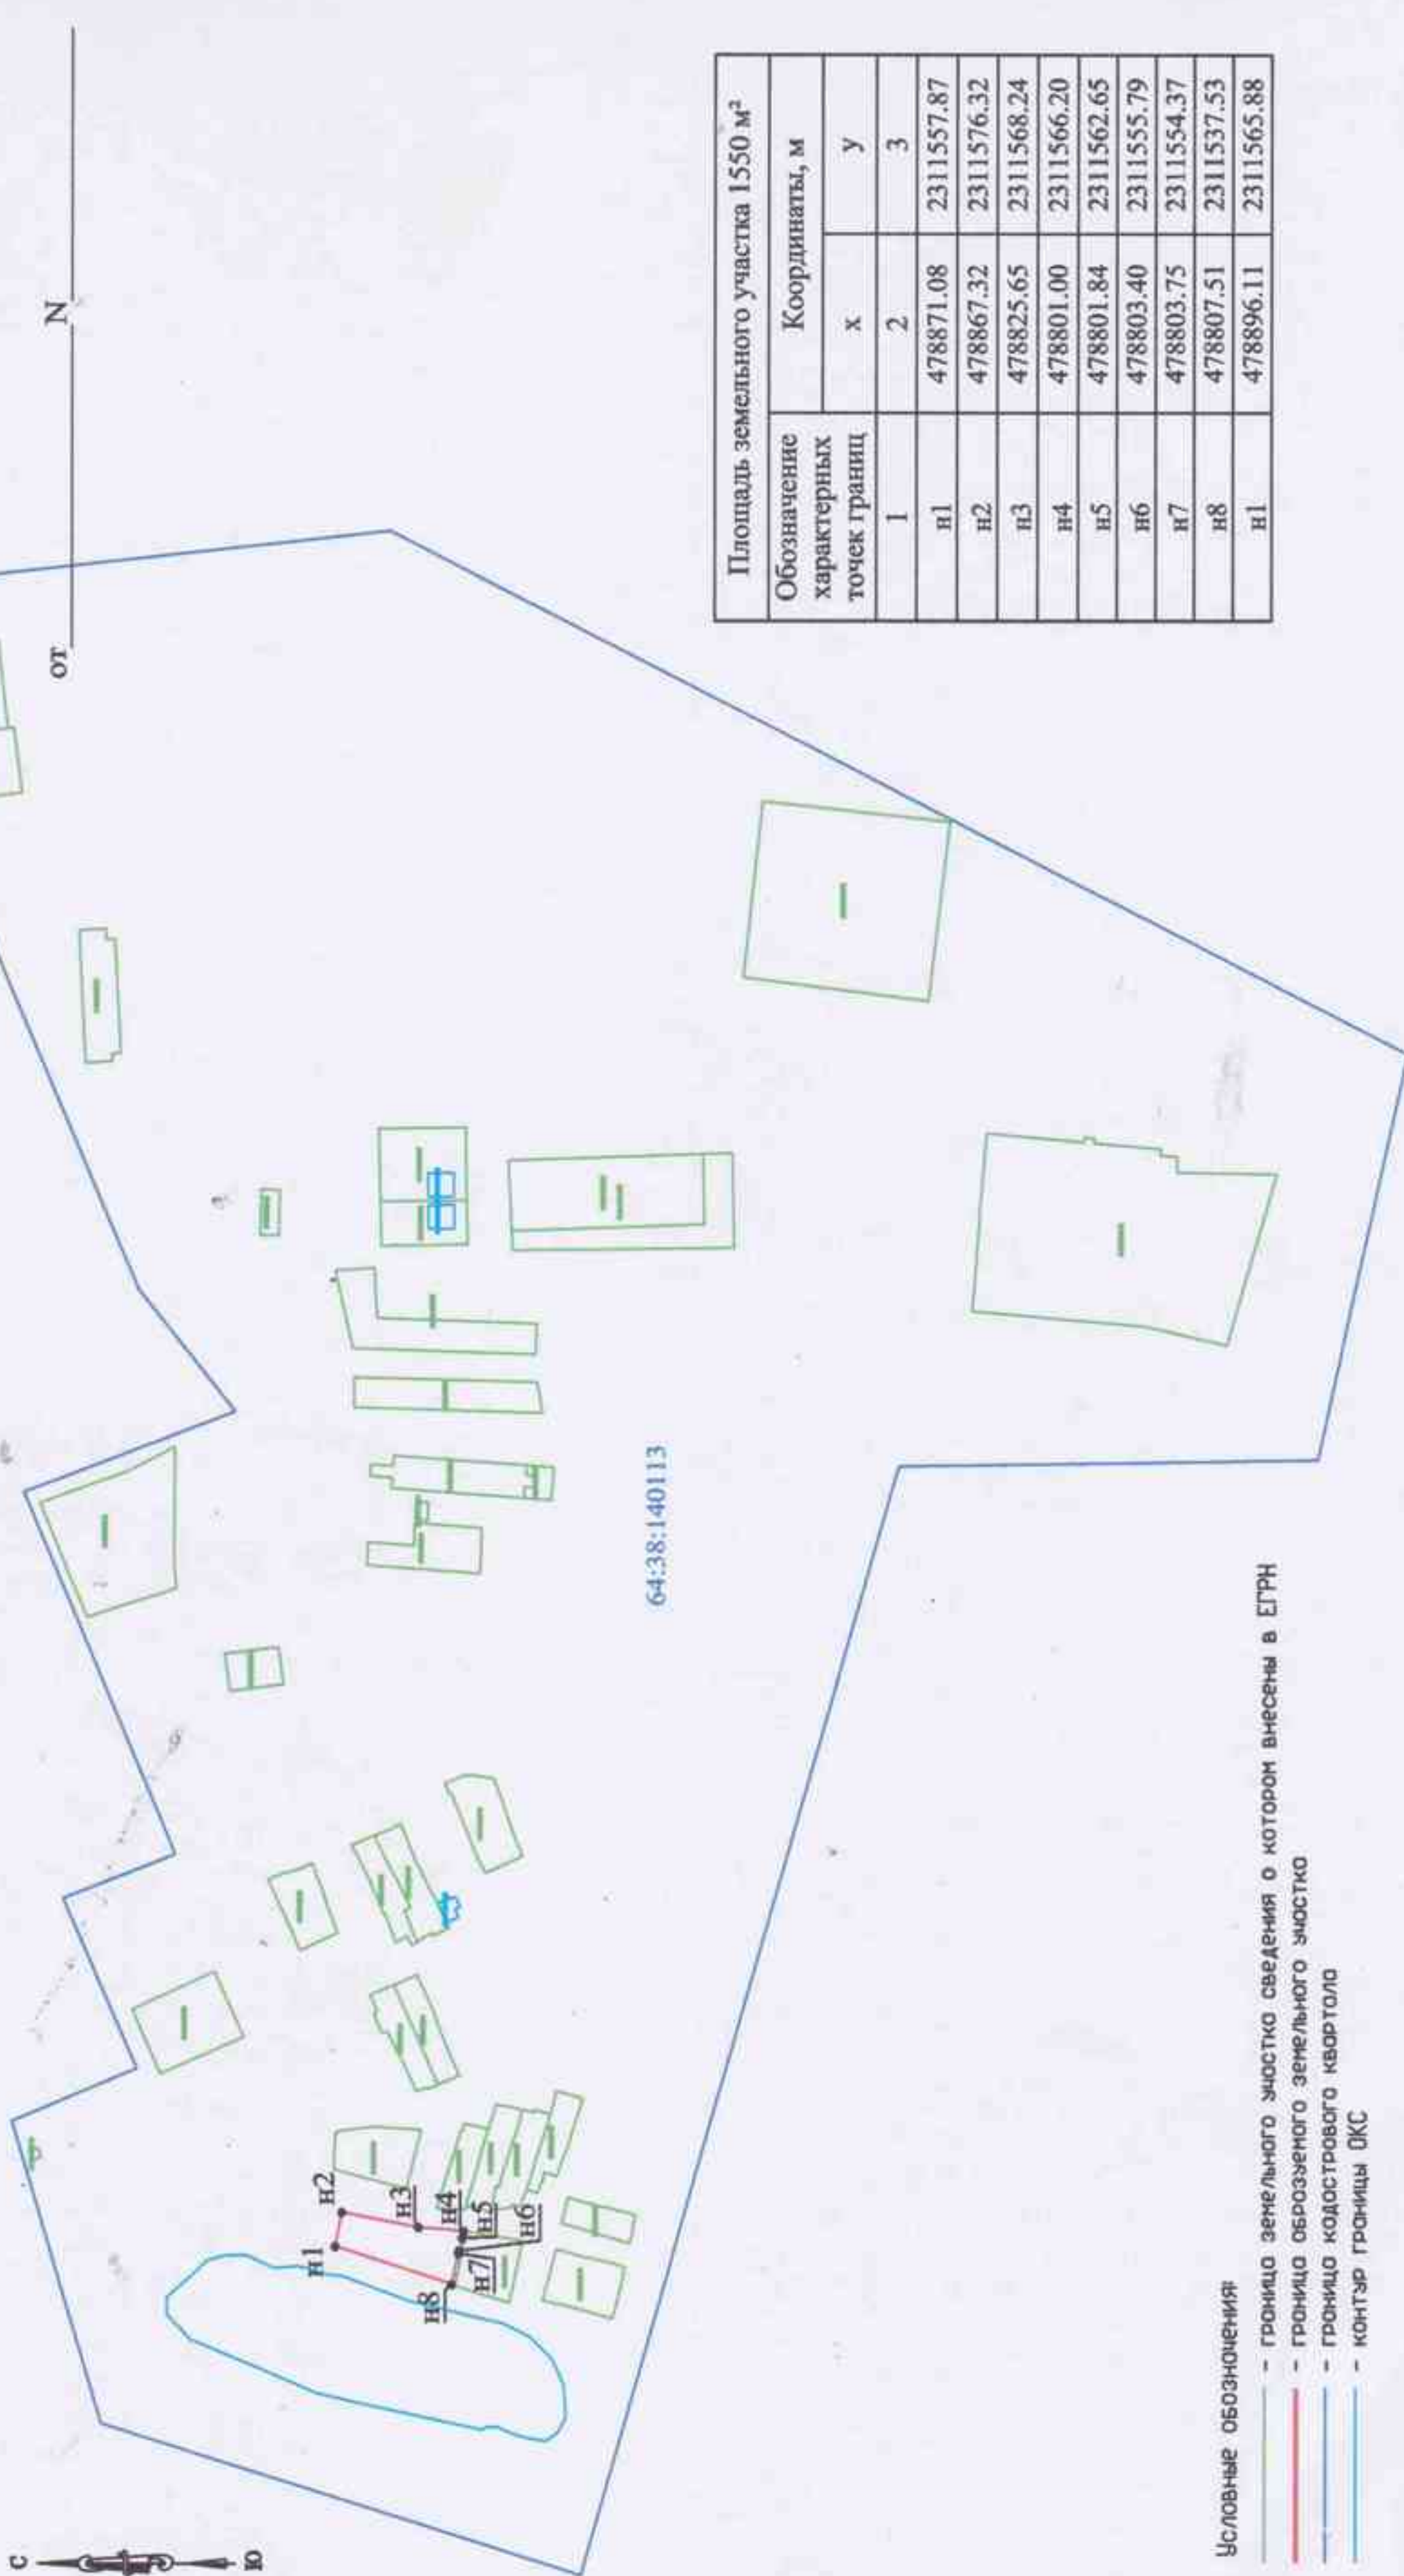 от
N
Площадь земельного участка 1550 м²
Обозначение характерных точек границ
Координаты, м
x
y
1 2 3
н1 478871.08 2311557.87
н2 478867.32 2311576.32
н3 478825.65 2311568.24
н4 478801.00 2311566.20
н5 478801.84 2311562.65
н6 478803.40 2311555.79
н7 478803.75 2311554.37
н8 478807.51 2311537.53
н1 478896.11 2311565.88
С
Ю
н1
н2
н3
н4
н5
н6
н7
н8
64:38:140113
Условные обозначения:
- граница земельного участка сведения о котором внесены в ЕГРН
- граница образуемого земельного участка
- граница кадастрового квартала
- контур границы ОКС